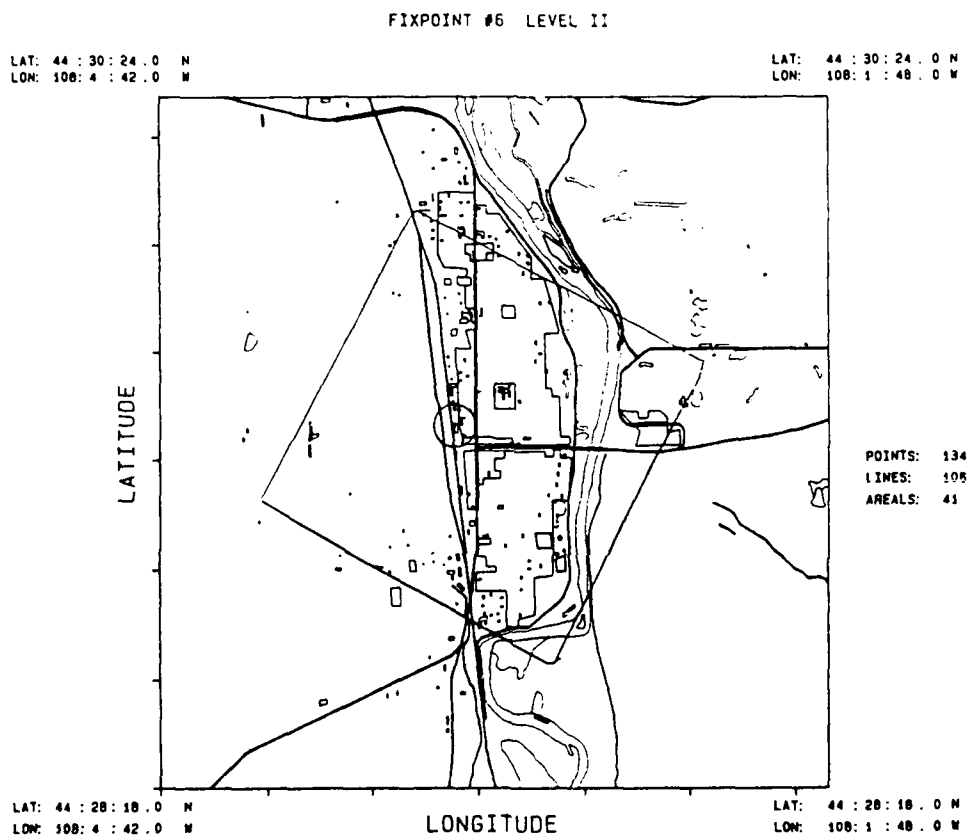 FIXPOINT #6 LEVEL II
LAT: 44 : 30 : 24 . 0 N
LON: 108 : 4 : 42 . 0 W
LAT: 44 : 30 : 24 . 0 N
LON: 108 : 1 : 48 . 0 W
LATITUDE
POINTS: 134
LINES: 105
AREALS: 41
LAT: 44 : 28 : 18 . 0 N
LON: 108 : 4 : 42 . 0 W
LONGITUDE
LAT: 44 : 28 : 18 . 0 N
LON: 108 : 1 : 48 . 0 W